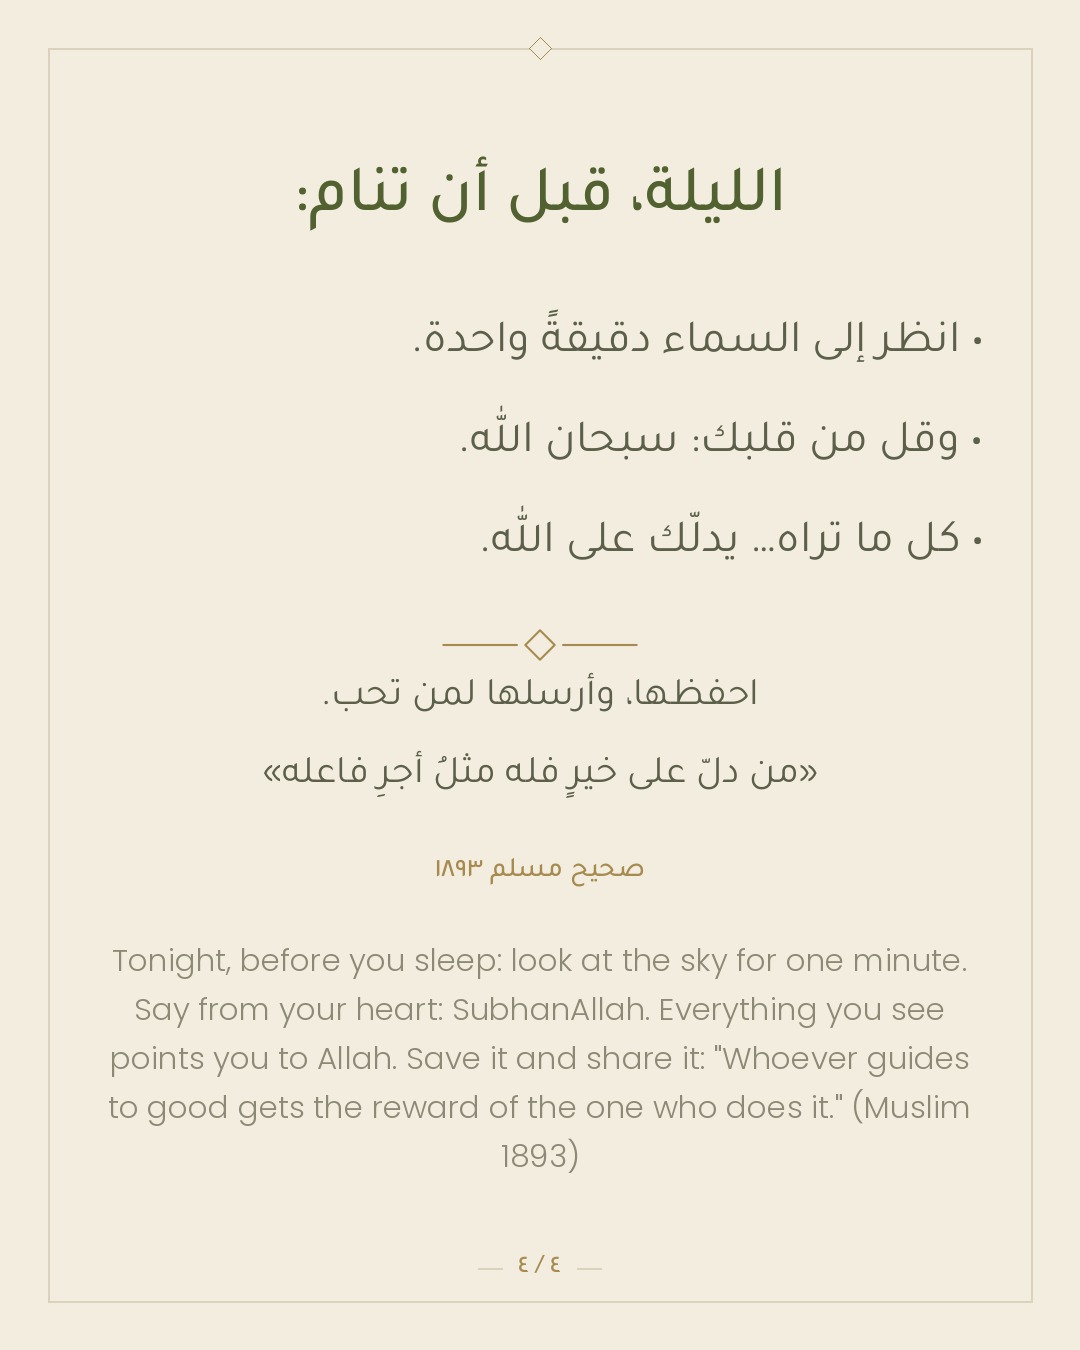 الليلة، قبل أن تنام:
• انظر إلى السماء دقيقةً واحدة.
• وقل من قلبك: سبحان الله.
• كل ما تراه... يدلّك على الله.
احفظها، وأرسلها لمن تحب.
«من دلّ على خيرٍ فله مثلُ أجرِ فاعله»
صحيح مسلم ١٨٩٣
Tonight, before you sleep: look at the sky for one minute.
Say from your heart: SubhanAllah. Everything you see
points you to Allah. Save it and share it: "Whoever guides
to good gets the reward of the one who does it." (Muslim
1893)
٤ / ٤